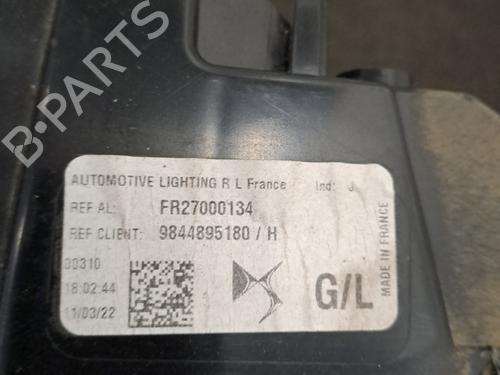 B-PARTS
AUTOMOTIVE LIGHTING R L France Ind: J
REF AL: FR27000134
REF CLIENT: 9844895180 / H
00310
18:02:44
11/03/22
G/L
MADE IN FRANCE